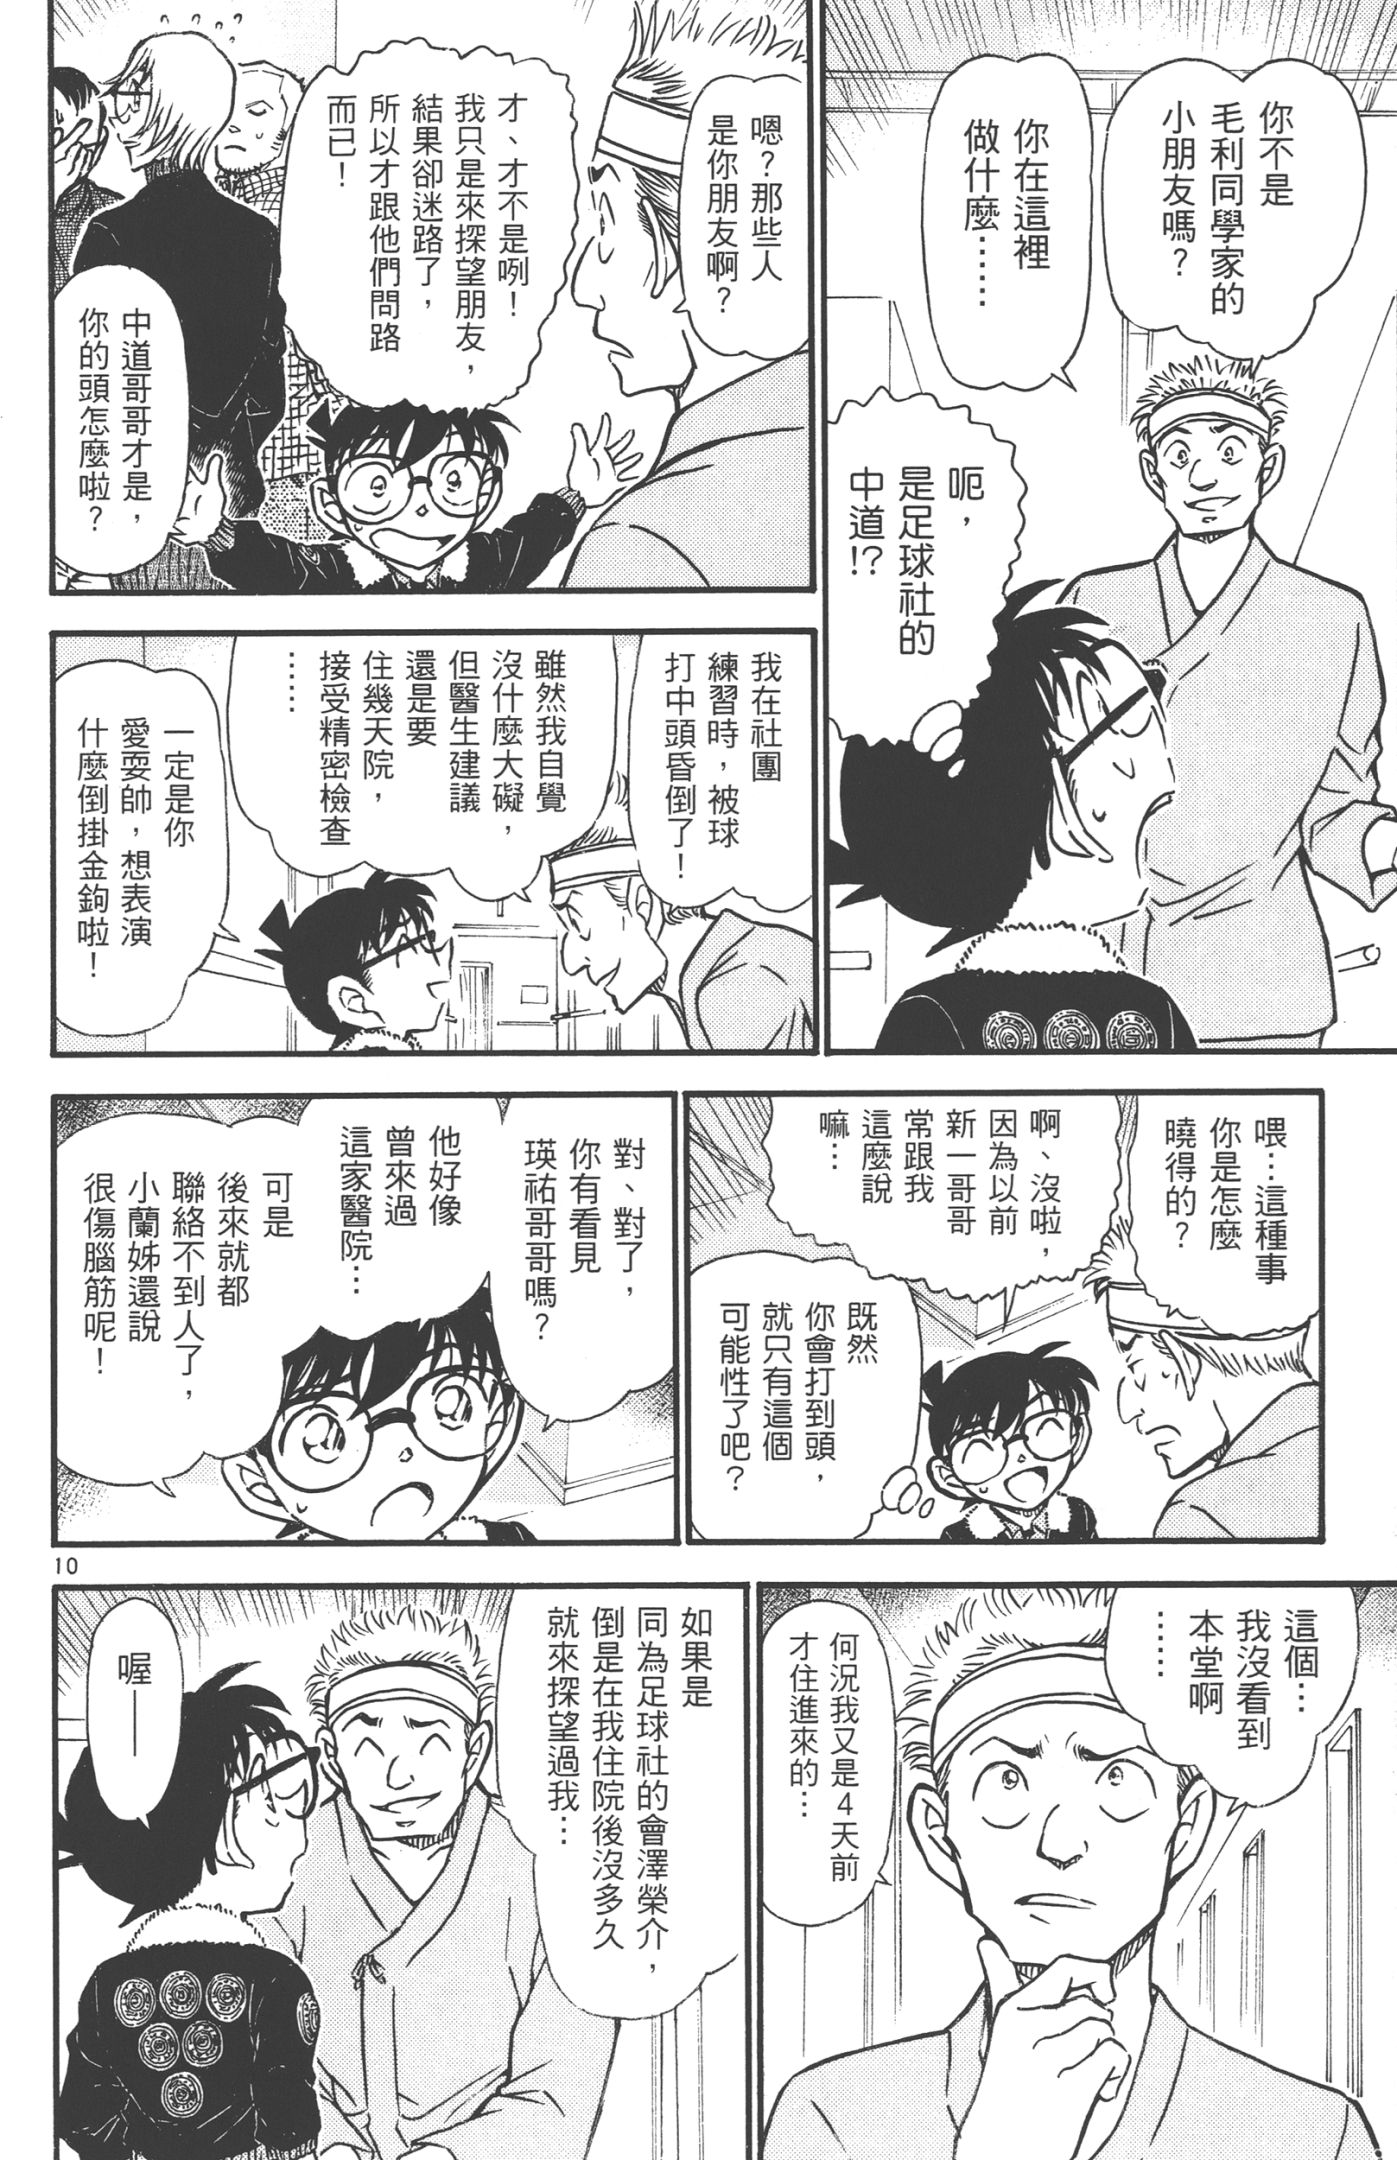 你不是
毛利同學家的
小朋友嗎？
你在這裡
做什麼……
呃，
是足球社的
中道!?
嗯？那些人
是你朋友啊？
才、才不是咧！
我只是來探望朋友，
結果卻迷路了，
所以才跟他們問路
而已！
中道哥哥才是，
你的頭怎麼啦？
我在社團
練習時，被球
打中頭昏倒了！
雖然我自覺
沒什麼大礙，
但醫生建議
還是要
住幾天院，
接受精密檢查
……
一定是你
愛耍帥，想表演
什麼倒掛金鉤啦！
喂…這種事
你是怎麼
曉得的？
啊、沒啦，
因為以前
新一哥哥
常跟我
這麼說
嘛…
既然
你會打到頭，
就只有這個
可能性了吧？
對、對了，
你有看見
瑛祐哥哥嗎？
他好像
曾來過
這家醫院…
可是
後來就都
聯絡不到人了，
小蘭姊還說
很傷腦筋呢！
10
這個…
我沒看到
本堂啊
……
何況我又是4天前
才住進來的…
如果是
同為足球社的會澤榮介，
倒是在我住院後沒多久
就來探望過我…
喔——